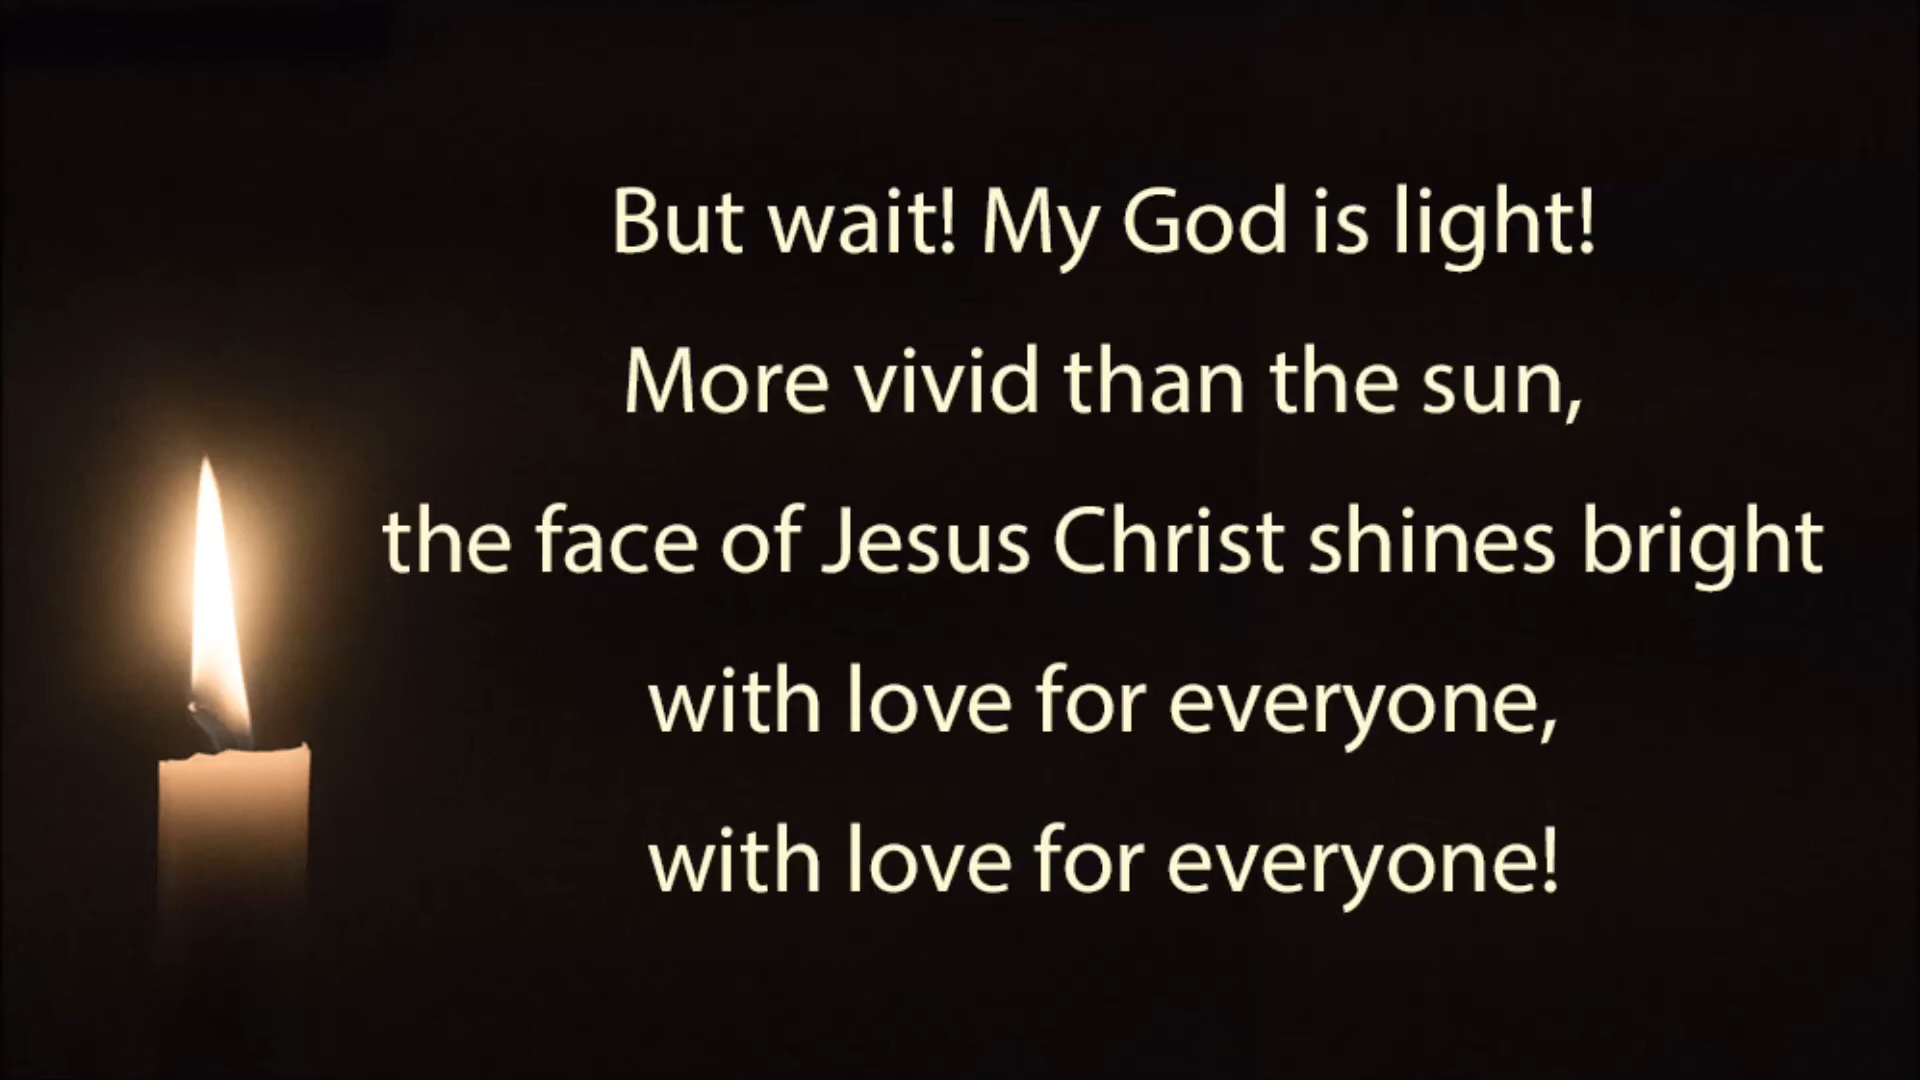 But wait! My God is light!
More vivid than the sun,
the face of Jesus Christ shines bright
with love for everyone,
with love for everyone!